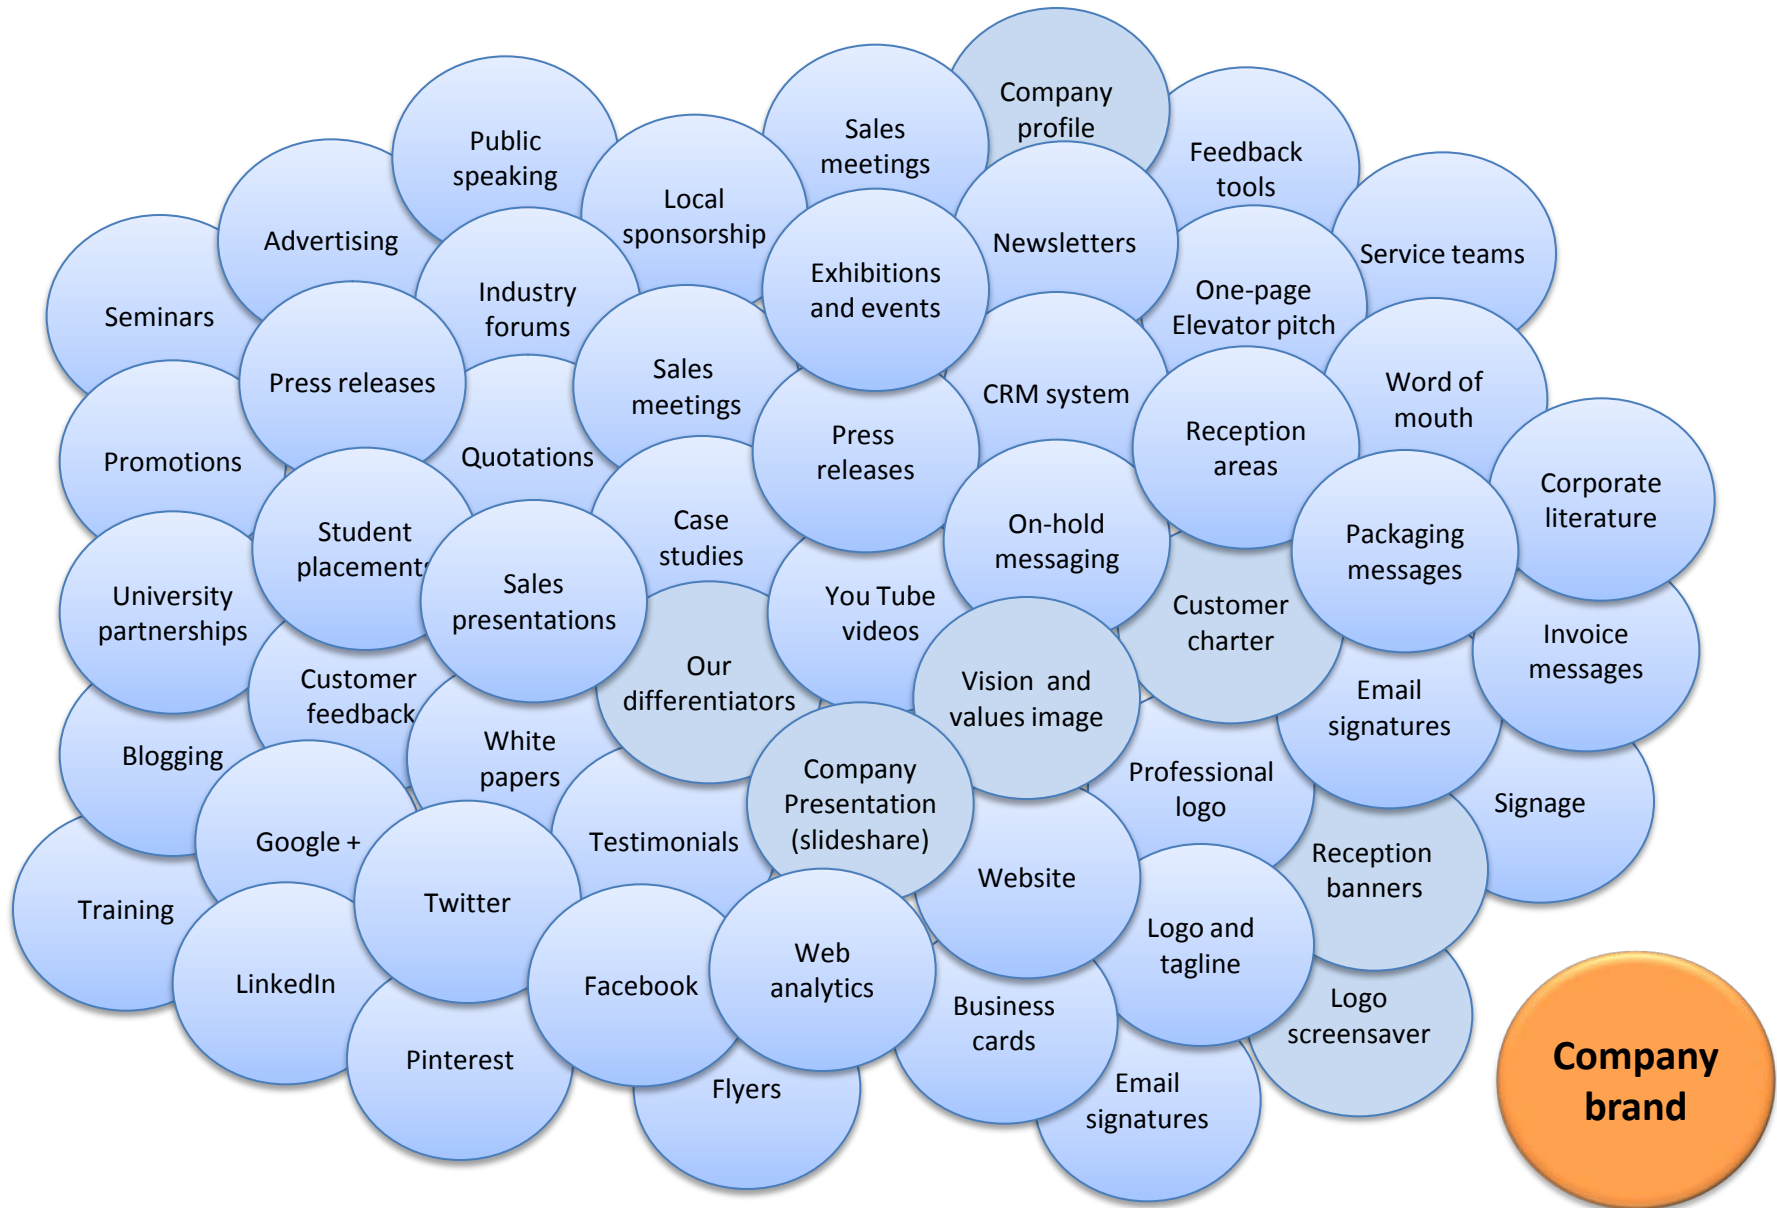 Company
profile
Sales
meetings
Public
speaking
Feedback
tools
Local
sponsorship
Advertising
Newsletters
Service teams
Exhibitions
and events
Seminars
Industry
forums
One-page
Elevator pitch
Press releases
Sales
meetings
CRM system
Word of
mouth
Promotions
Quotations
Press
releases
Reception
areas
Corporate
literature
Student
placements
Case
studies
On-hold
messaging
Packaging
messages
University
partnerships
Sales
presentations
You Tube
videos
Customer
charter
Invoice
messages
Customer
feedback
Our
differentiators
Vision  and
values image
Email
signatures
Blogging
White
papers
Company
Presentation
(slideshare)
Professional
logo
Signage
Google +
Testimonials
Website
Reception
banners
Training
Twitter
Logo and
tagline
LinkedIn
Facebook
Web
analytics
Business
cards
Logo
screensaver
Pinterest
Flyers
Email
signatures
Company
brand